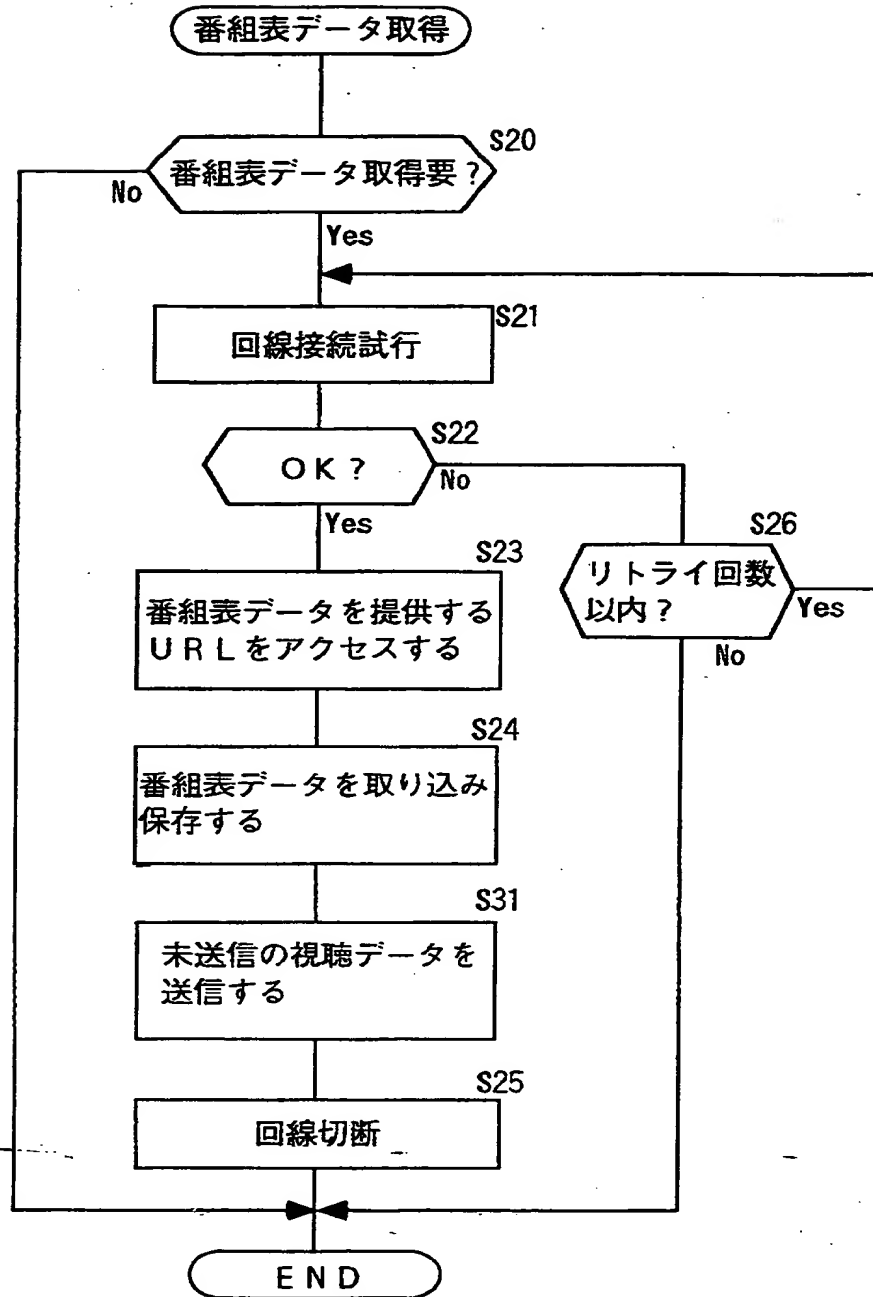 番組表データ取得
S20
番組表データ取得要?
No
Yes
S21
回線接続試行
S22
OK?
No
Yes
S26
リトライ回数
以内?
Yes
No
S23
番組表データを提供する
URLをアクセスする
S24
番組表データを取り込み
保存する
S31
未送信の視聴データを
送信する
S25
回線切断
END